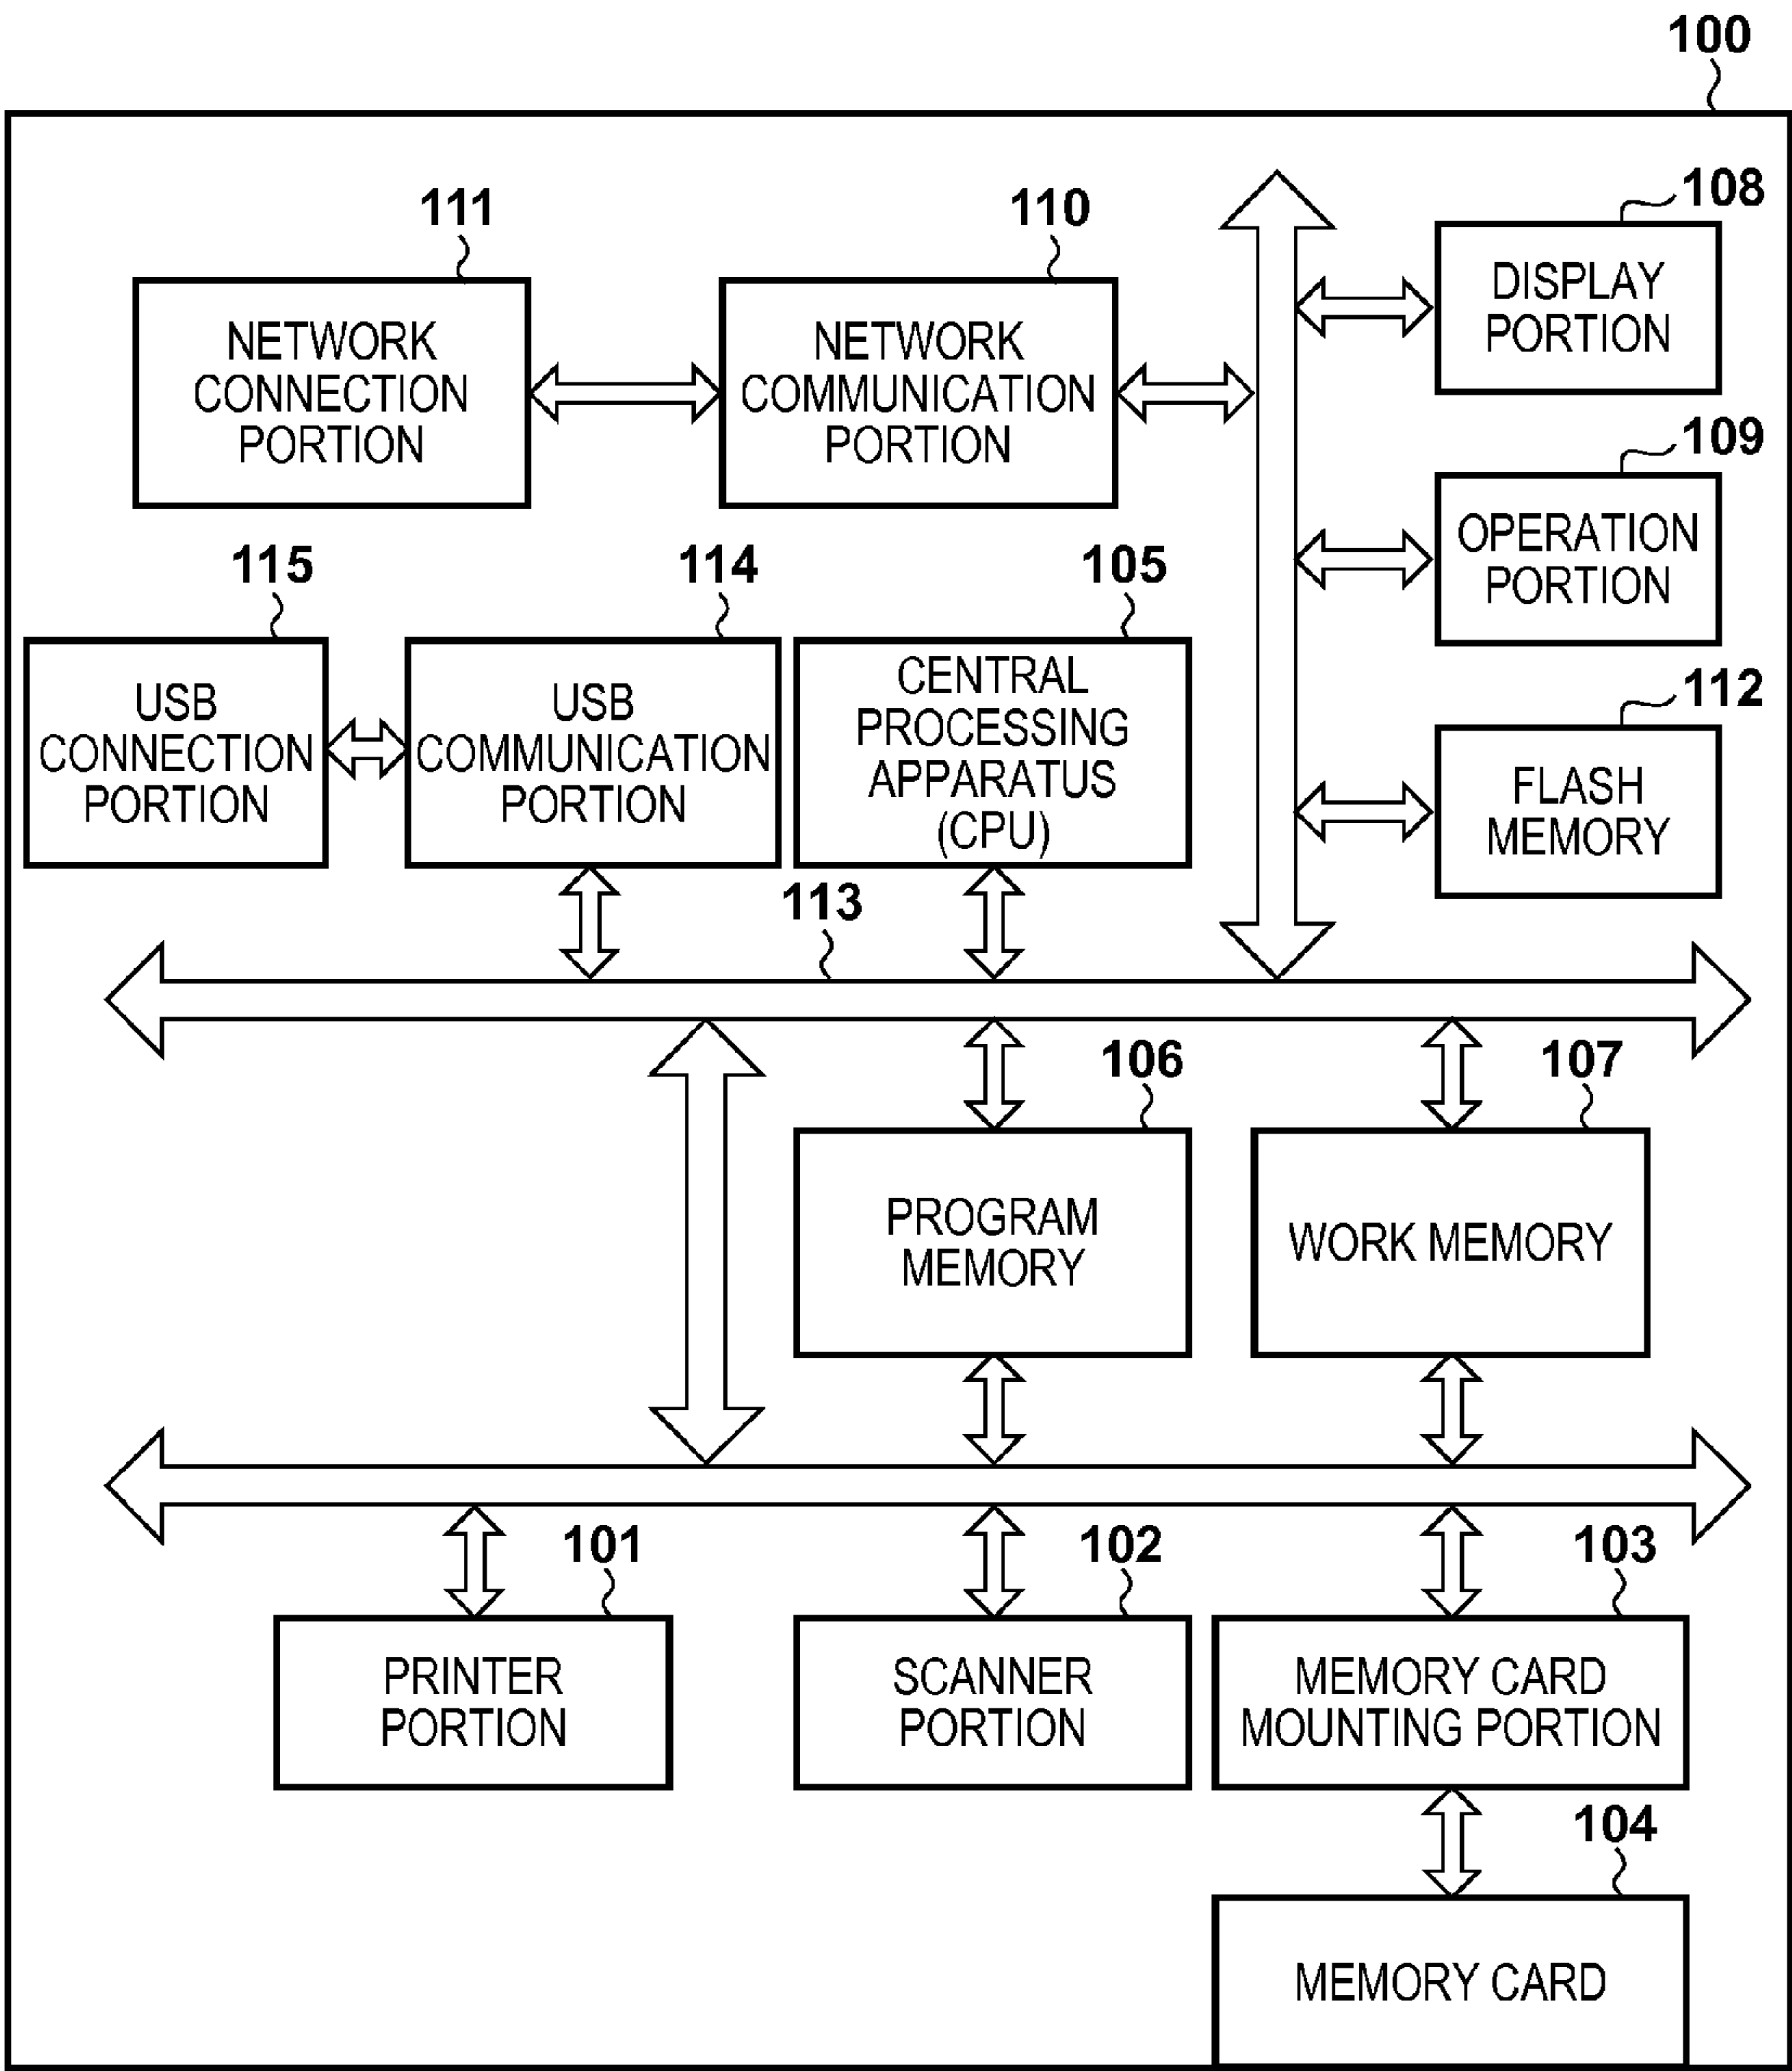 100
108
111
110
DISPLAY
PORTION
NETWORK
CONNECTION
PORTION
NETWORK
COMMUNICATION
PORTION
109
OPERATION
PORTION
115
114
105
USB
CONNECTION
PORTION
USB
COMMUNICATION
PORTION
CENTRAL
PROCESSING
APPARATUS
(CPU)
112
FLASH
MEMORY
113
106
107
PROGRAM
MEMORY
WORK MEMORY
101
102
103
PRINTER
PORTION
SCANNER
PORTION
MEMORY CARD
MOUNTING PORTION
104
MEMORY CARD